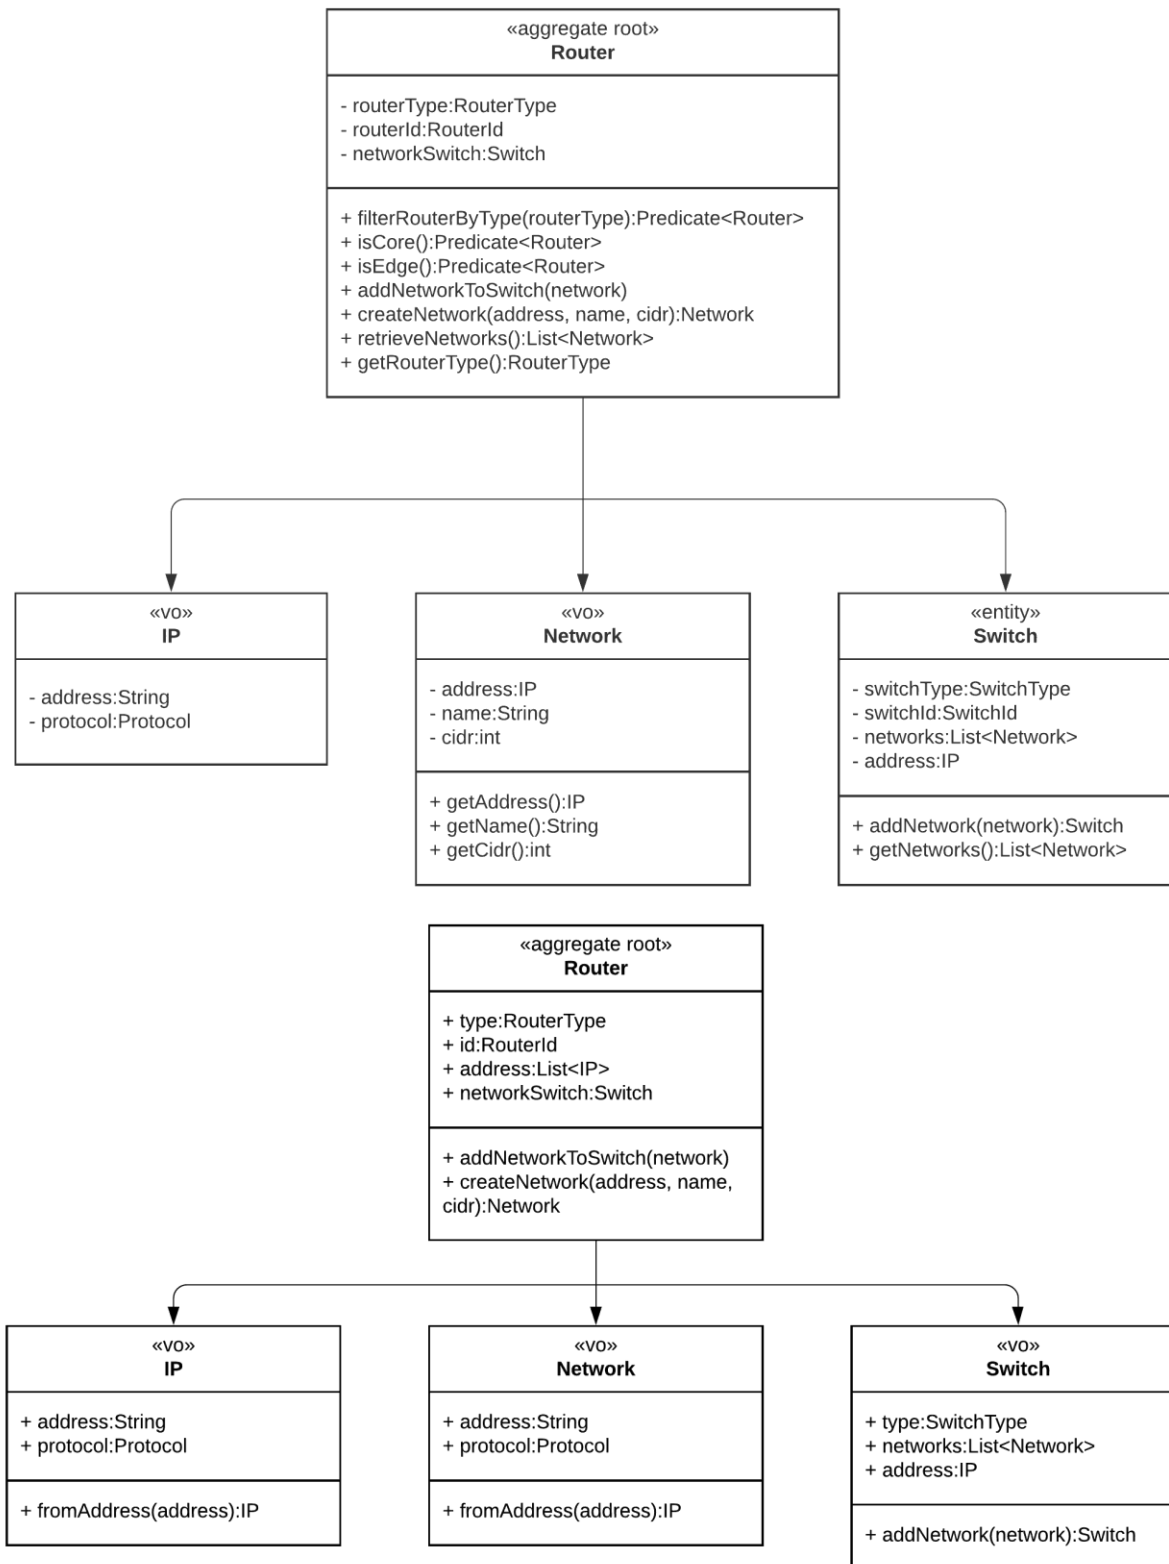 «aggregate root»
Router
- routerType:RouterType
- routerId:RouterId
- networkSwitch:Switch
+ filterRouterByType(routerType):Predicate<Router>
+ isCore():Predicate<Router>
+ isEdge():Predicate<Router>
+ addNetworkToSwitch(network)
+ createNetwork(address, name, cidr):Network
+ retrieveNetworks():List<Network>
+ getRouterType():RouterType
«vo»
IP
- address:String
- protocol:Protocol
«vo»
Network
- address:IP
- name:String
- cidr:int
+ getAddress():IP
+ getName():String
+ getCidr():int
«entity»
Switch
- switchType:SwitchType
- switchId:SwitchId
- networks:List<Network>
- address:IP
+ addNetwork(network):Switch
+ getNetworks():List<Network>
«aggregate root»
Router
+ type:RouterType
+ id:RouterId
+ address:List<IP>
+ networkSwitch:Switch
+ addNetworkToSwitch(network)
+ createNetwork(address, name,
cidr):Network
«vo»
IP
+ address:String
+ protocol:Protocol
+ fromAddress(address):IP
«vo»
Network
+ address:String
+ protocol:Protocol
+ fromAddress(address):IP
«vo»
Switch
+ type:SwitchType
+ networks:List<Network>
+ address:IP
+ addNetwork(network):Switch